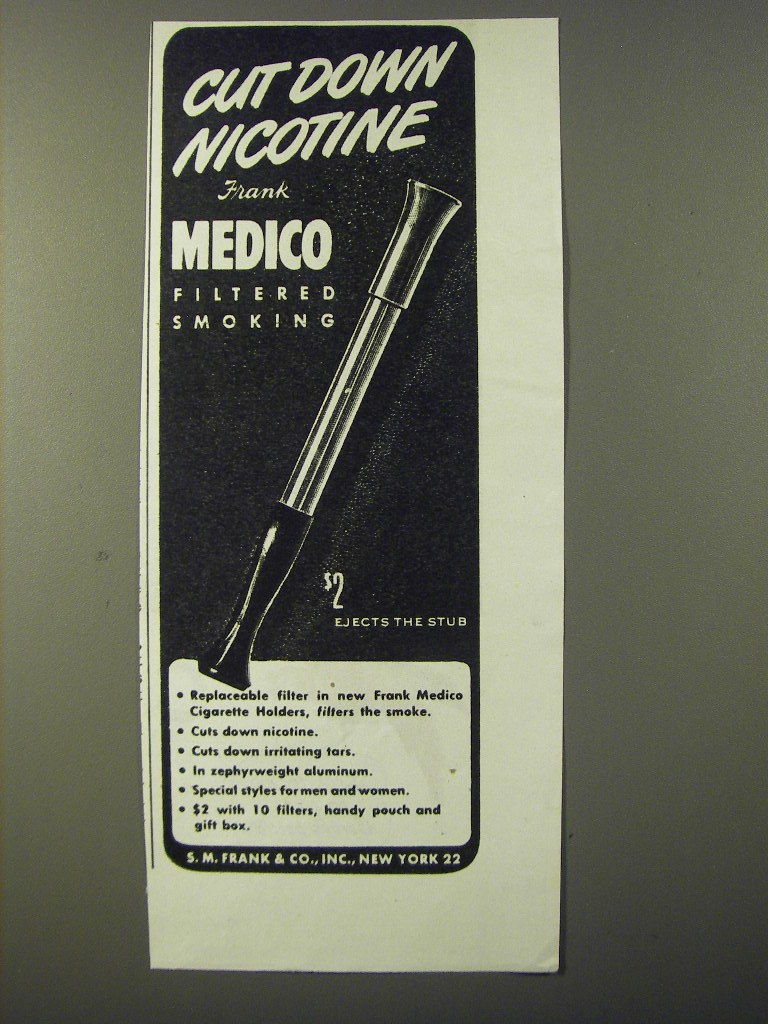 CUT DOWN
NICOTINE
Frank
MEDICO
FILTERED
SMOKING
$2
EJECTS THE STUB
• Replaceable filter in new Frank Medico
Cigarette Holders, filters the smoke.
• Cuts down nicotine.
• Cuts down irritating tars.
• In zephyrweight aluminum.
• Special styles for men and women.
• $2 with 10 filters, handy pouch and
gift box.
S. M. FRANK & CO., INC., NEW YORK 22